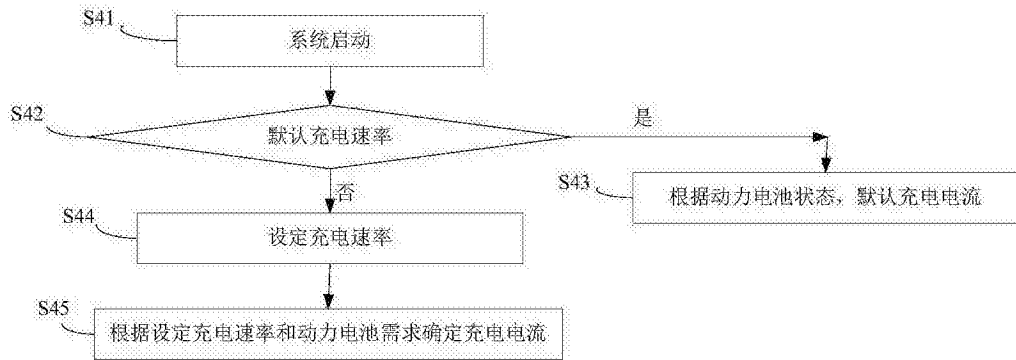 S41
系统启动
S42
默认充电速率
是
S43
根据动力电池状态，默认充电电流
否
S44
设定充电速率
S45
根据设定充电速率和动力电池需求确定充电电流